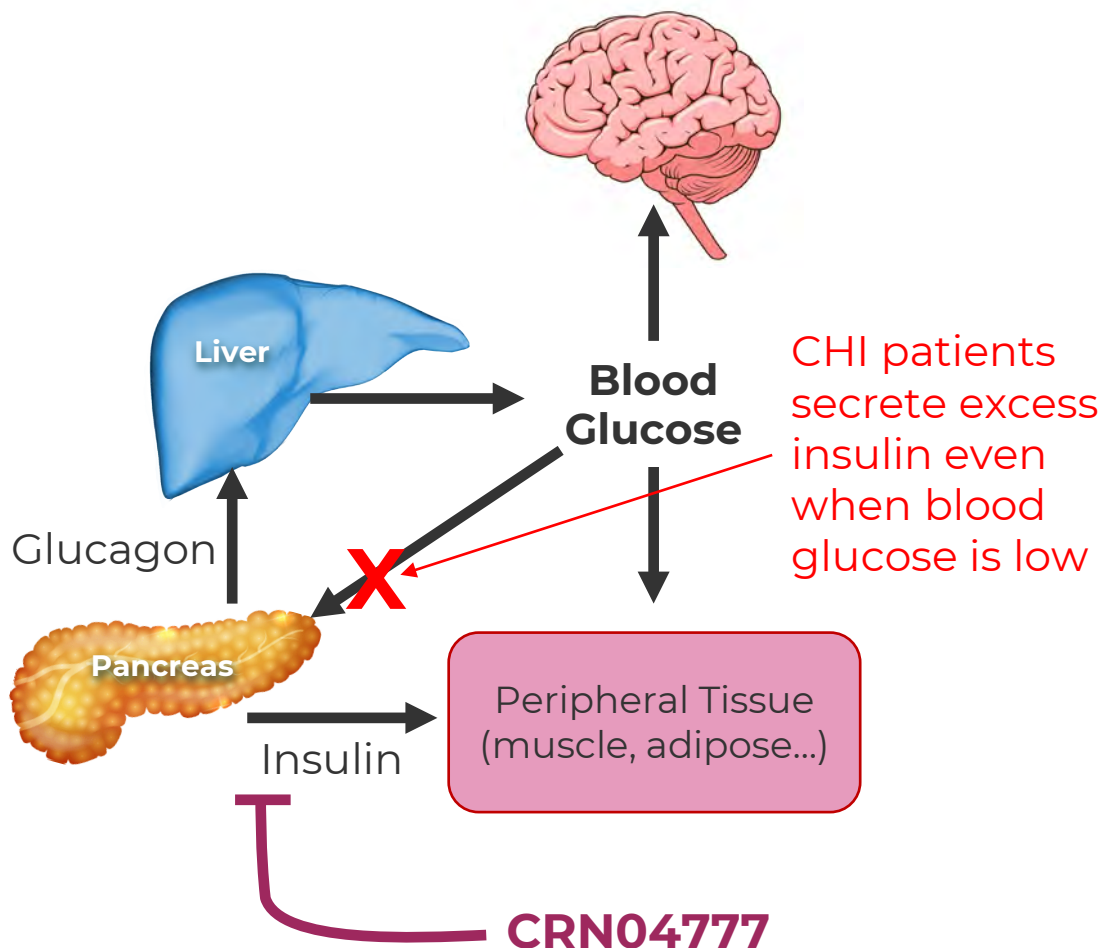 Liver
Blood
Glucose
CHI patients
secrete excess
insulin even
when blood
glucose is low
Glucagon
X
Pancreas
Insulin
Peripheral Tissue
(muscle, adipose...)
CRN04777